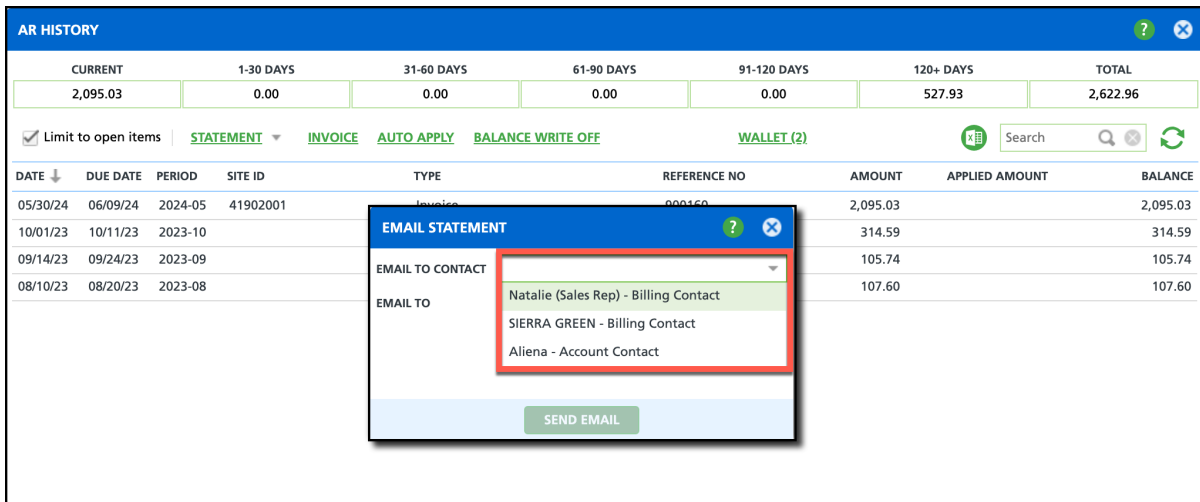 AR HISTORY
?
CURRENT 1-30 DAYS 31-60 DAYS 61-90 DAYS 91-120 DAYS 120+ DAYS TOTAL
2,095.03 0.00 0.00 0.00 0.00 527.93 2,622.96
Limit to open items STATEMENT INVOICE AUTO APPLY BALANCE WRITE OFF WALLET (2) Search
DATE DUE DATE PERIOD SITE ID TYPE REFERENCE NO AMOUNT APPLIED AMOUNT BALANCE
05/30/24 06/09/24 2024-05 41902001 Invoice 900160 2,095.03 2,095.03
10/01/23 10/11/23 2023-10 314.59 314.59
09/14/23 09/24/23 2023-09 105.74 105.74
08/10/23 08/20/23 2023-08 107.60 107.60
EMAIL STATEMENT
?
EMAIL TO CONTACT
Natalie (Sales Rep) - Billing Contact
SIERRA GREEN - Billing Contact
Aliena - Account Contact
EMAIL TO
SEND EMAIL